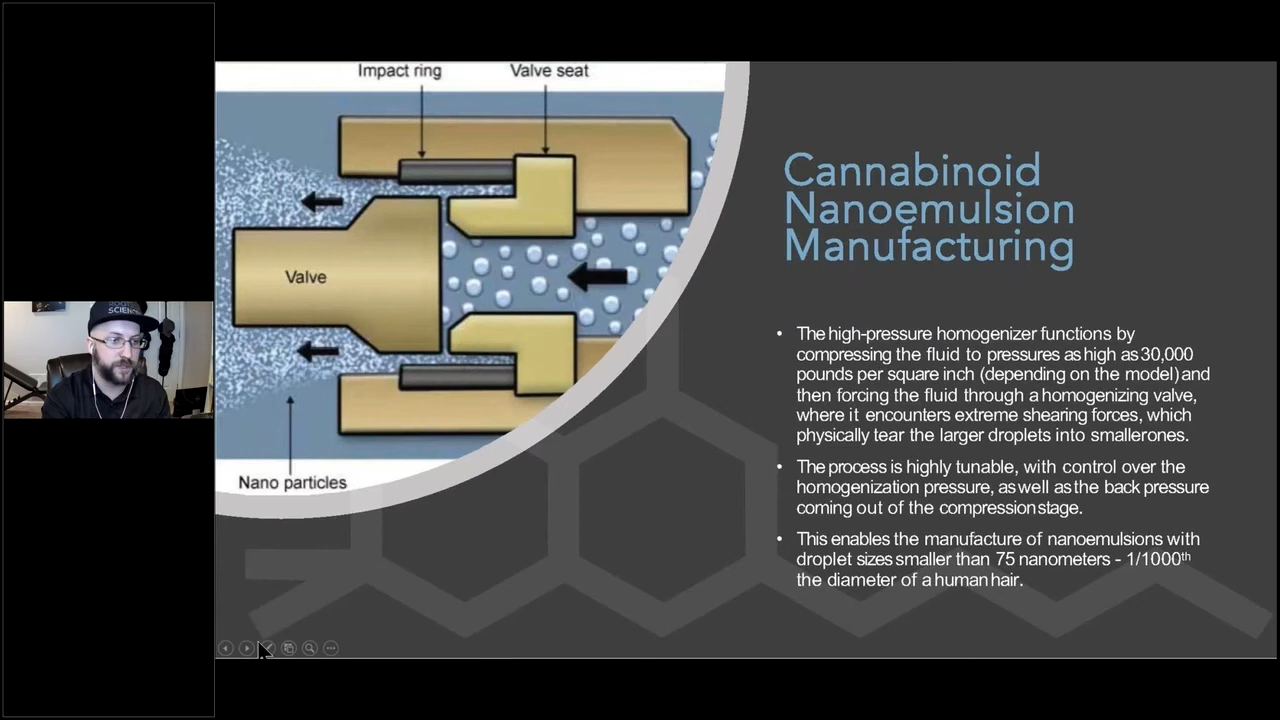 Impact ring
Valve seat
Valve
Nano particles
SCIENCE
Cannabinoid
Nanoemulsion
Manufacturing
• The high-pressure homogenizer functions by
compressing the fluid to pressures as high as 30,000
pounds per square inch (depending on the model) and
then forcing the fluid through a homogenizing valve,
where it encounters extreme shearing forces, which
physically tear the larger droplets into smallerones.
• The process is highly tunable, with control over the
homogenization pressure, as well as the back pressure
coming out of the compression stage.
• This enables the manufacture of nanoemulsions with
droplet sizes smaller than 75 nanometers - 1/1000th
the diameter of a human hair.